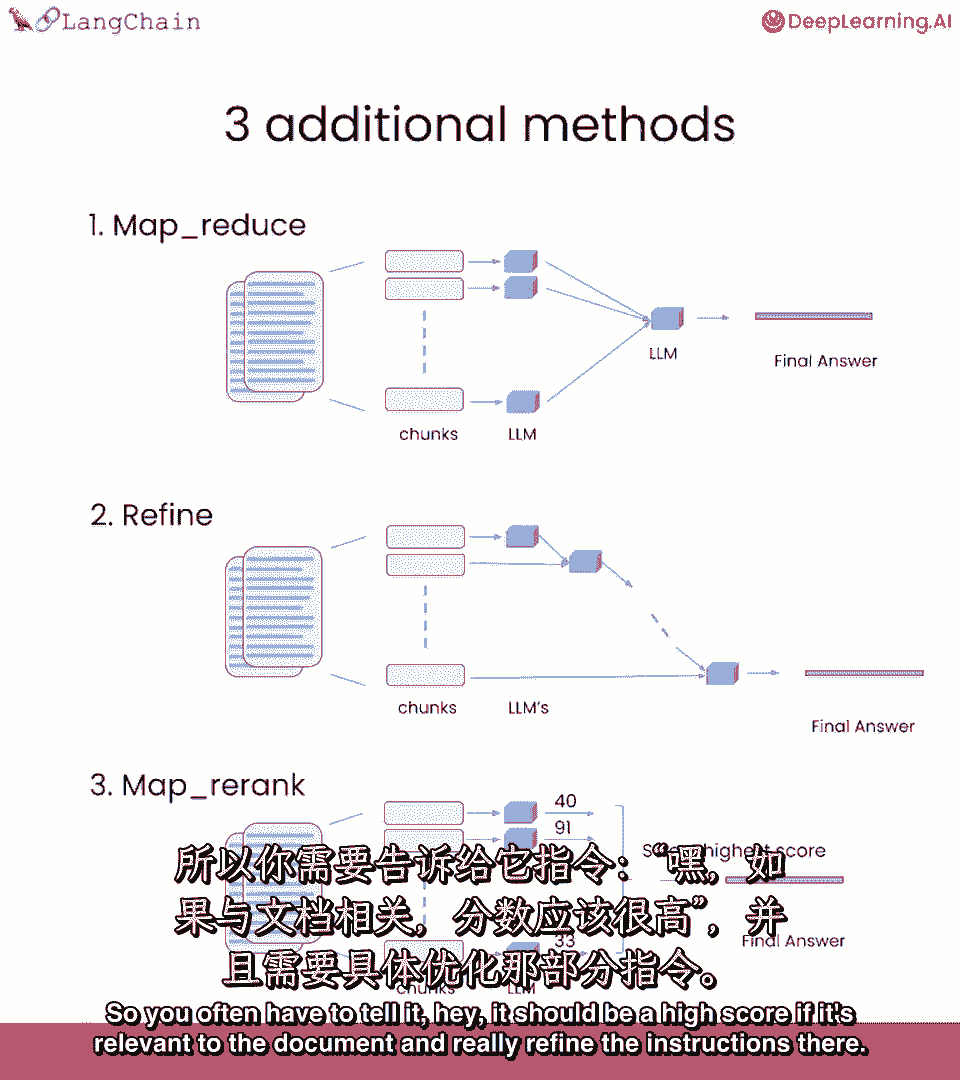 LangChain
DeepLearning.AI
3 additional methods
1. Map_reduce
LLM
Final Answer
chunks
LLM
2. Refine
chunks
LLM's
Final Answer
3. Map_rerank
40
91
highest score
33
Final Answer
chunks
LLM
所以你需要告诉给它指令：“嘿，如
果与文档相关，分数应该很高”，并
且需要具体优化那部分指令。
So you often have to tell it, hey, it should be a high score if it's
relevant to the document and really refine the instructions there.